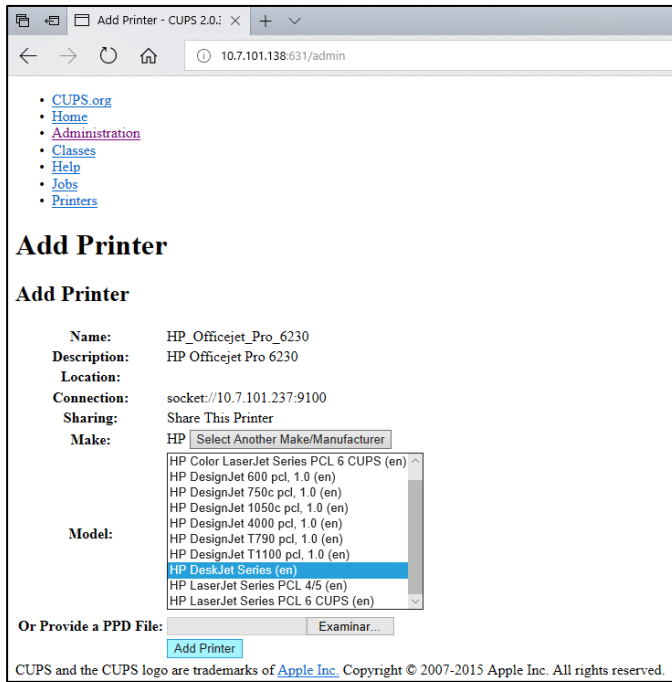 Add Printer - CUPS 2.0.:
10.7.101.138:631/admin
CUPS.org
Home
Administration
Classes
Help
Jobs
Printers
Add Printer
Add Printer
Name: HP_Officejet_Pro_6230
Description: HP Officejet Pro 6230
Location:
Connection: socket://10.7.101.237:9100
Sharing: Share This Printer
Make: HP Select Another Make/Manufacturer
HP Color LaserJet Series PCL 6 CUPS (en)
HP DesignJet 600 pcl, 1.0 (en)
HP DesignJet 750c pcl, 1.0 (en)
HP DesignJet 1050c pcl, 1.0 (en)
HP DesignJet 4000 pcl, 1.0 (en)
Model: HP DesignJet T790 pcl, 1.0 (en)
HP DesignJet T1100 pcl, 1.0 (en)
HP DeskJet Series (en)
HP LaserJet Series PCL 4/5 (en)
HP LaserJet Series PCL 6 CUPS (en)
Or Provide a PPD File: Examinar...
Add Printer
CUPS and the CUPS logo are trademarks of Apple Inc. Copyright © 2007-2015 Apple Inc. All rights reserved.